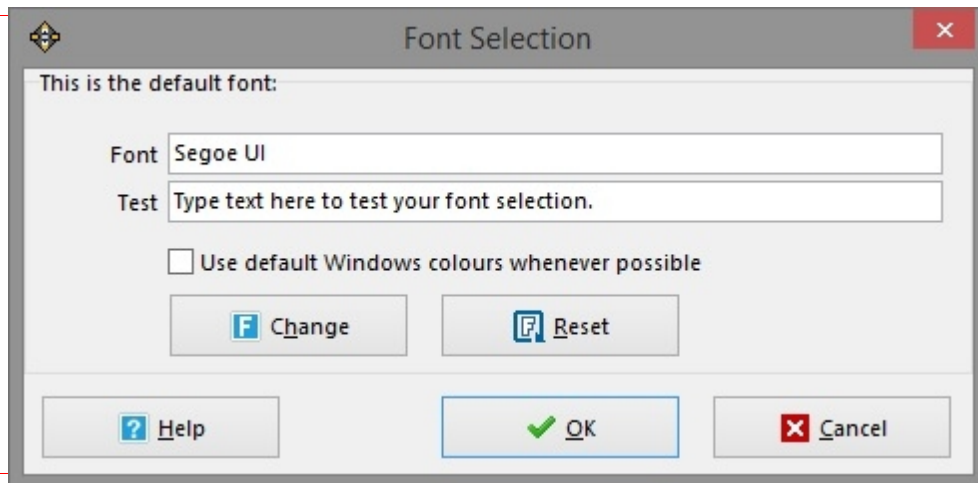 Font Selection
This is the default font:
Font Segoe UI
Test Type text here to test your font selection.
Use default Windows colours whenever possible
Change Reset
Help OK Cancel